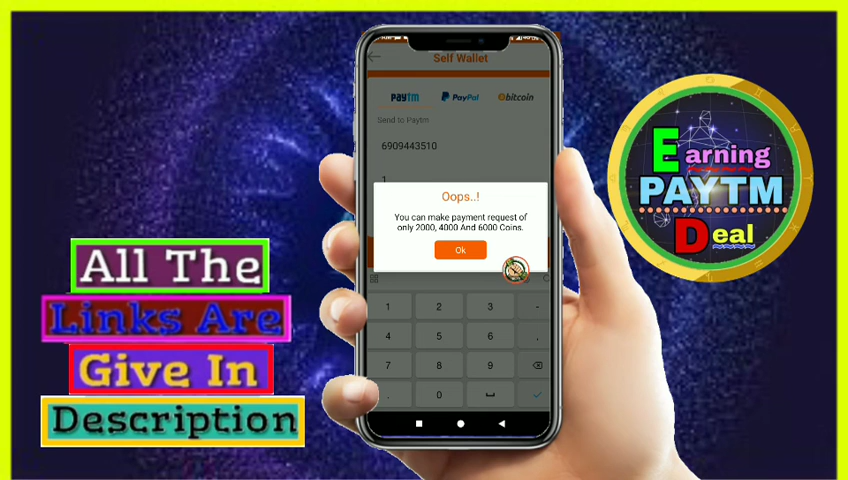 Self Wallet
Paytm
PayPal
bitcoin
Send to Paytm
6909443510
1
Oops..!
You can make payment request of
only 2000, 4000 And 6000 Coins.
Ok
1 2 3 -
4 5 6 .
7 8 9
. 0
All The
Links Are
Give In
Description
Earning
PAYTM
Deal